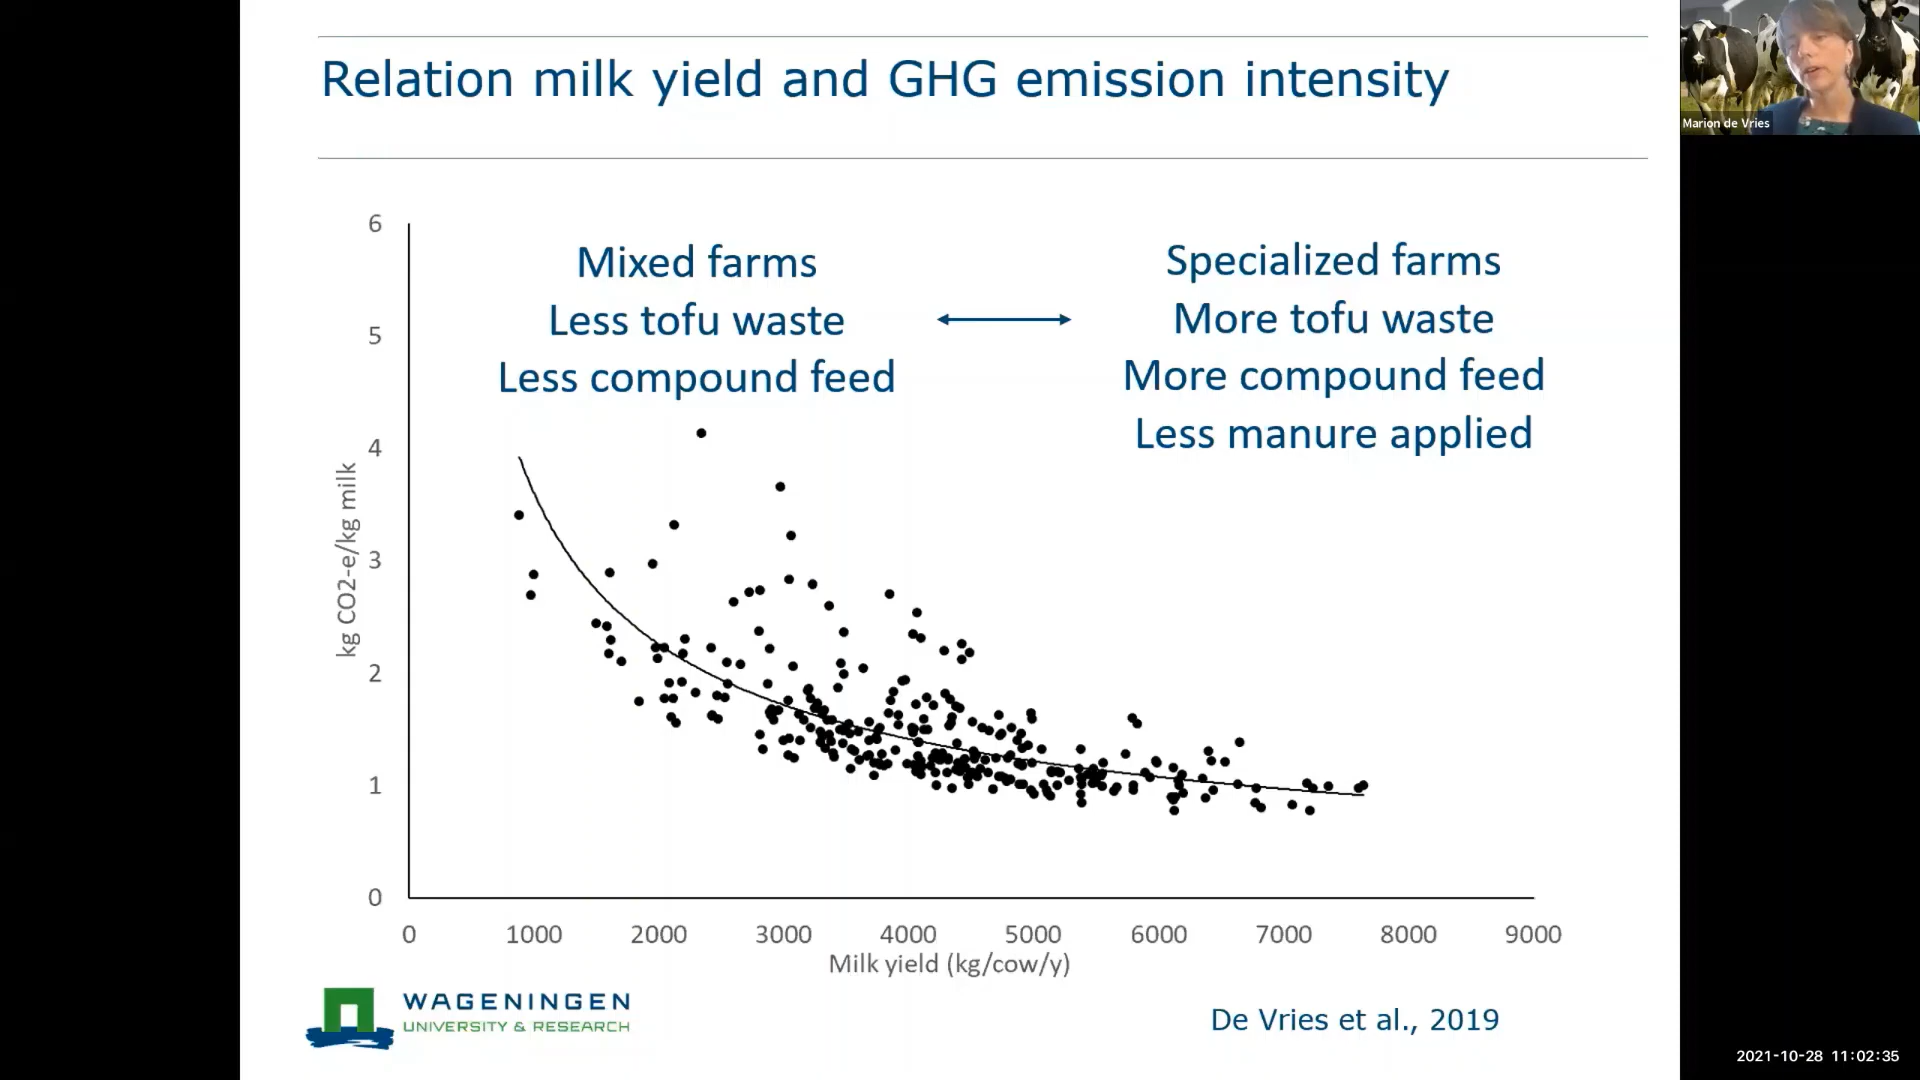 Relation milk yield and GHG emission intensity
Marion de Vries
Mixed farms
Less tofu waste
Less compound feed
Specialized farms
More tofu waste
More compound feed
Less manure applied
kg CO2-e/kg milk
6
5
4
3
2
1
0
0 1000 2000 3000 4000 5000 6000 7000 8000 9000
Milk yield (kg/cow/y)
WAGENINGEN
UNIVERSITY & RESEARCH
De Vries et al., 2019
2021-10-28 11:02:35